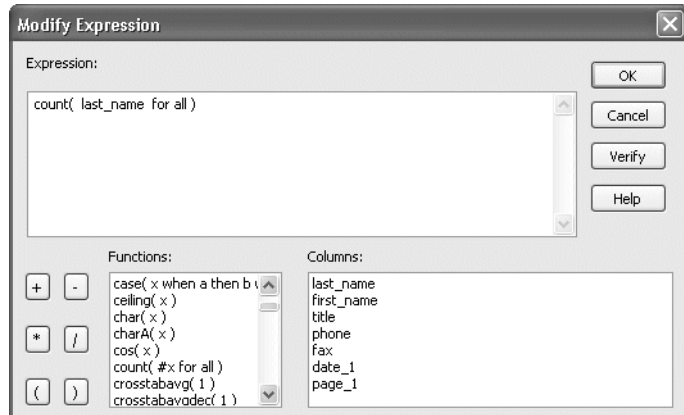 Modify Expression
Expression:
count( last_name for all )
OK
Cancel
Verify
Help
Functions:
Columns:
+ -
* /
( )
case( x when a then b
ceiling( x )
char( x )
charA( x )
cos( x )
count( #x for all )
crosstabavg( 1 )
crosstabavgdec( 1 )
last_name
first_name
title
phone
fax
date_1
page_1